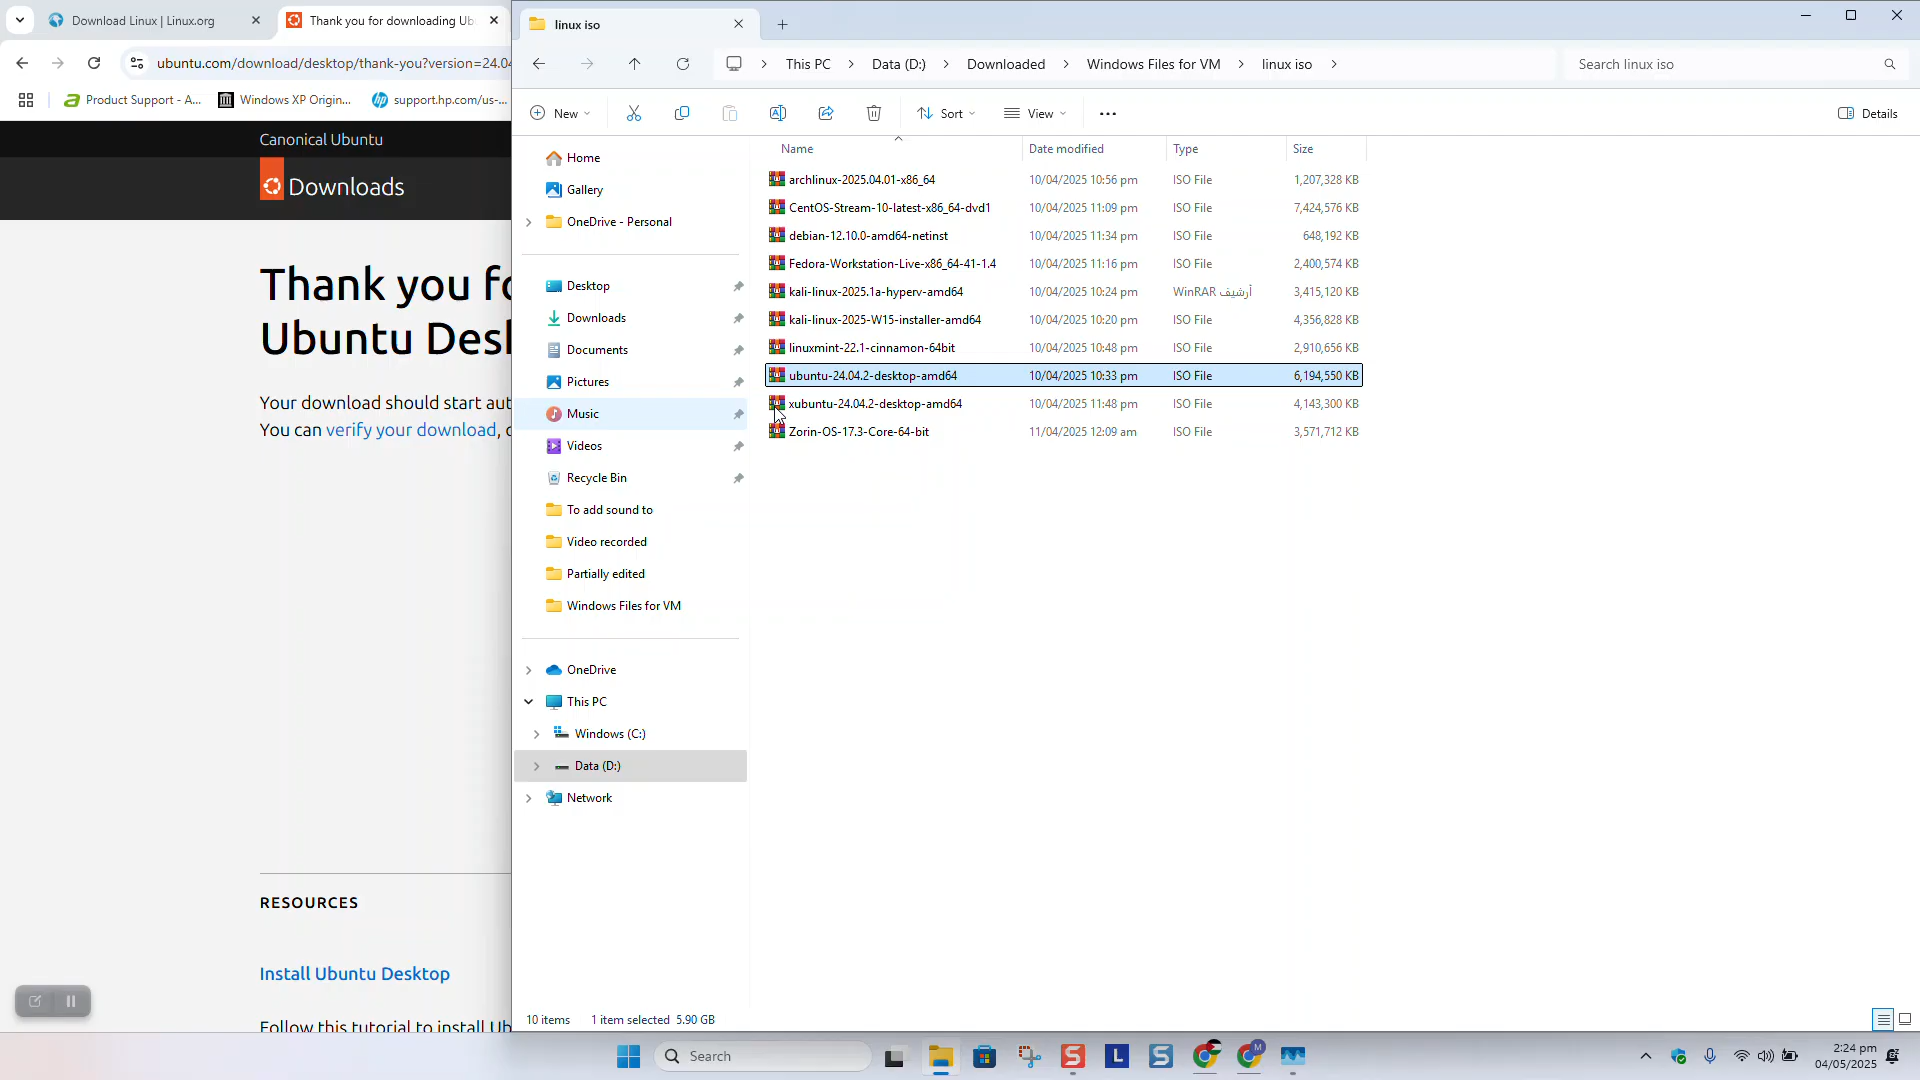 Download Linux | Linux.org
Thank you for downloading Ub
ubuntu.com/download/desktop/thank-you?version=24.04
Product Support - A...
Windows XP Origin...
support.hp.com/us-...
Canonical Ubuntu
Downloads
Thank you fo
Ubuntu Desk
Your download should start aut
You can verify your download, o
RESOURCES
Install Ubuntu Desktop
Follow this tutorial to install Ub
linux iso
This PC
Data (D:)
Downloaded
Windows Files for VM
linux iso
Search linux iso
New
Sort
View
Details
Home
Gallery
OneDrive - Personal
Desktop
Downloads
Documents
Pictures
Music
Videos
Recycle Bin
To add sound to
Video recorded
Partially edited
Windows Files for VM
OneDrive
This PC
Windows (C:)
Data (D:)
Network
Name Date modified Type Size
archlinux-2025.04.01-x86_64 10/04/2025 10:56 pm ISO File 1,207,328 KB
CentOS-Stream-10-latest-x86_64-dvd1 10/04/2025 11:09 pm ISO File 7,424,576 KB
debian-12.10.0-amd64-netinst 10/04/2025 11:34 pm ISO File 648,192 KB
Fedora-Workstation-Live-x86_64-41-1.4 10/04/2025 11:16 pm ISO File 2,400,574 KB
kali-linux-2025.1a-hyperv-amd64 10/04/2025 10:24 pm أرشيف WinRAR 3,415,120 KB
kali-linux-2025-W15-installer-amd64 10/04/2025 10:20 pm ISO File 4,356,828 KB
linuxmint-22.1-cinnamon-64bit 10/04/2025 10:48 pm ISO File 2,910,656 KB
ubuntu-24.04.2-desktop-amd64 10/04/2025 10:33 pm ISO File 6,194,550 KB
xubuntu-24.04.2-desktop-amd64 10/04/2025 11:48 pm ISO File 4,143,300 KB
Zorin-OS-17.3-Core-64-bit 11/04/2025 12:09 am ISO File 3,571,712 KB
10 items 1 item selected 5.90 GB
Search
2:24 pm
04/05/2025